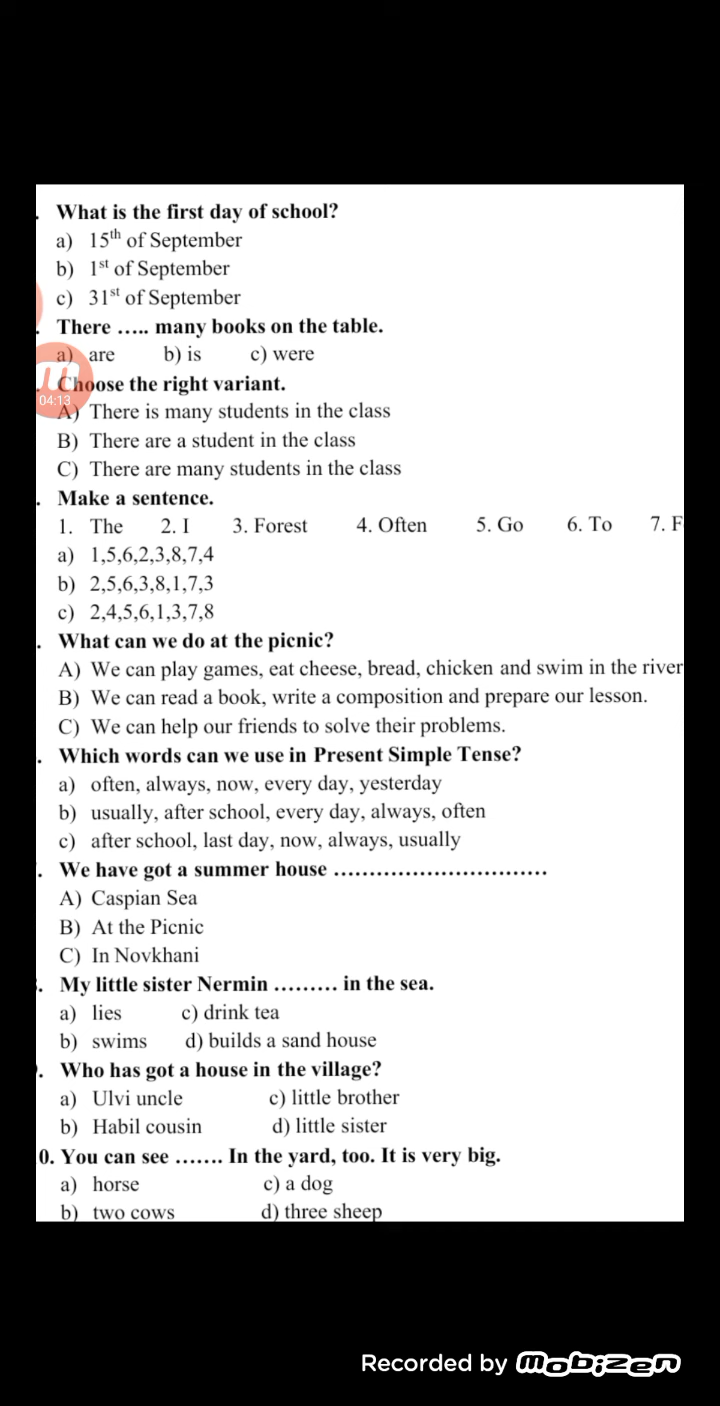 . What is the first day of school?
a) 15th of September
b) 1st of September
c) 31st of September
. There ..... many books on the table.
a) are b) is c) were
. Choose the right variant.
04:13
A) There is many students in the class
B) There are a student in the class
C) There are many students in the class
. Make a sentence.
1. The 2. I 3. Forest 4. Often 5. Go 6. To 7. F
a) 1,5,6,2,3,8,7,4
b) 2,5,6,3,8,1,7,3
c) 2,4,5,6,1,3,7,8
. What can we do at the picnic?
A) We can play games, eat cheese, bread, chicken and swim in the river
B) We can read a book, write a composition and prepare our lesson.
C) We can help our friends to solve their problems.
. Which words can we use in Present Simple Tense?
a) often, always, now, every day, yesterday
b) usually, after school, every day, always, often
c) after school, last day, now, always, usually
. We have got a summer house ..............................
A) Caspian Sea
B) At the Picnic
C) In Novkhani
. My little sister Nermin ......... in the sea.
a) lies c) drink tea
b) swims d) builds a sand house
. Who has got a house in the village?
a) Ulvi uncle c) little brother
b) Habil cousin d) little sister
0. You can see ....... In the yard, too. It is very big.
a) horse c) a dog
b) two cows d) three sheep
Recorded by Mobizen